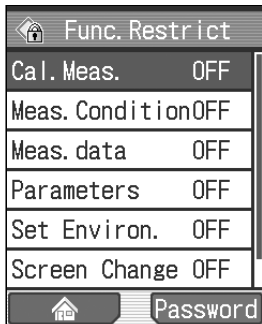 Func. Restrict
Cal. Meas. OFF
Meas. Condition OFF
Meas. data OFF
Parameters OFF
Set Environ. OFF
Screen Change OFF
Password